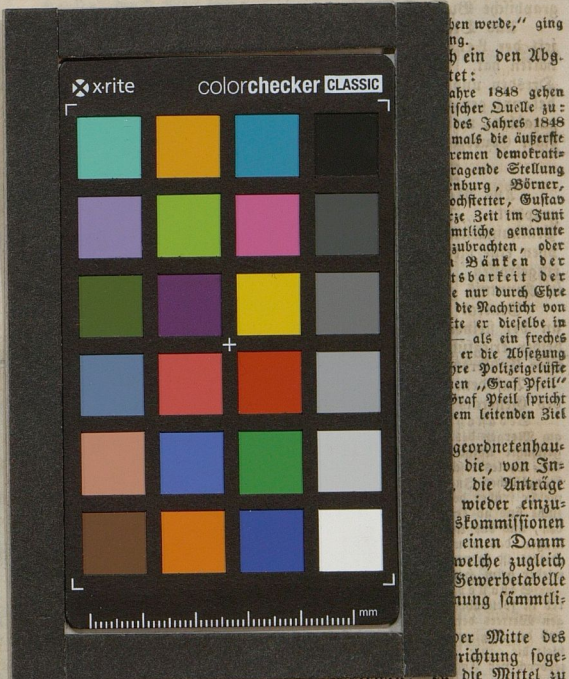 x·rite colorchecker CLASSIC
mm
ben werde,“ ging
ng.
h ein den Abg.
tet:
ahre 1848 gehen
ischer Quelle zu:
des Jahres 1848
mals die äußerſte
remen demokrati=
ragende Stellung
nburg, Börner,
ochſtetter, Guſtav
rze Zeit im Juni
mtliche genannte
zubrachten, oder
n Bänken der
tsbarkeit der
e nur durch Ehre
die Nachricht von
te er dieſelbe in
— als ein freches
er die Abſetzung
hre Polizeigelüſte
en „Graf Pfeil“
Graf Pfeil ſpricht
em leitenden Ziel
geordnetenhau=
die, von In=
die Anträge
wieder einzu=
skommiſſionen
einen Damm
welche zugleich
Gewerbetabelle
nung ſämmtli=
der Mitte des
richtung ſoge=
die Mittel zu